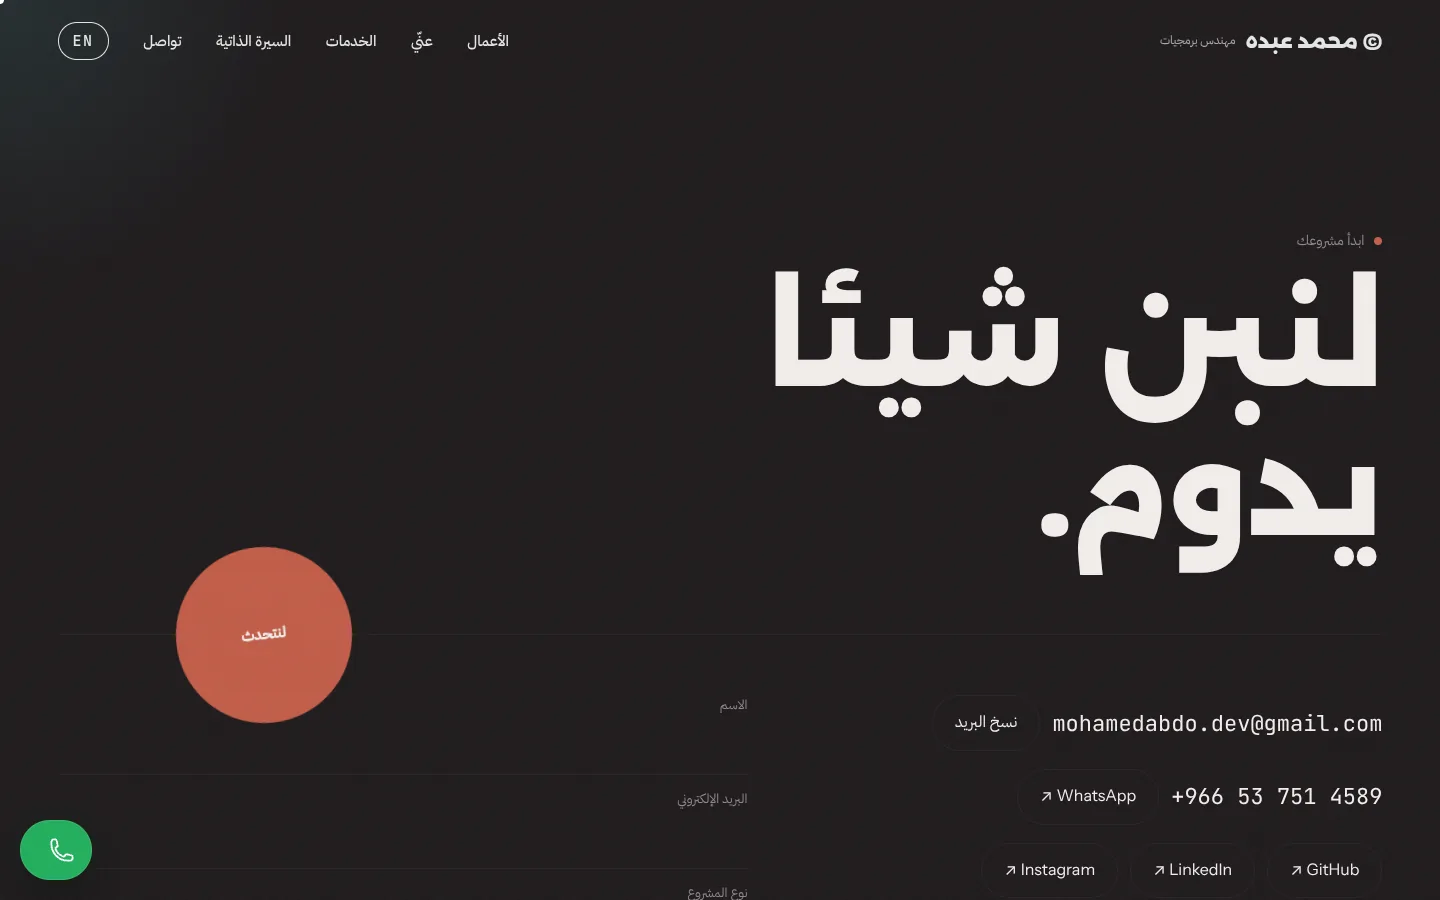 © محمد عبده مهندس برمجيات
الأعمال عنّي الخدمات السيرة الذاتية تواصل EN
ابدأ مشروعك
لنبن شيئا
يدوم.
لنتحدث
mohamedabdo.dev@gmail.com نسخ البريد
+966 53 751 4589 WhatsApp ↗
GitHub ↗ LinkedIn ↗ Instagram ↗
الاسم
البريد الإلكتروني
نوع المشروع